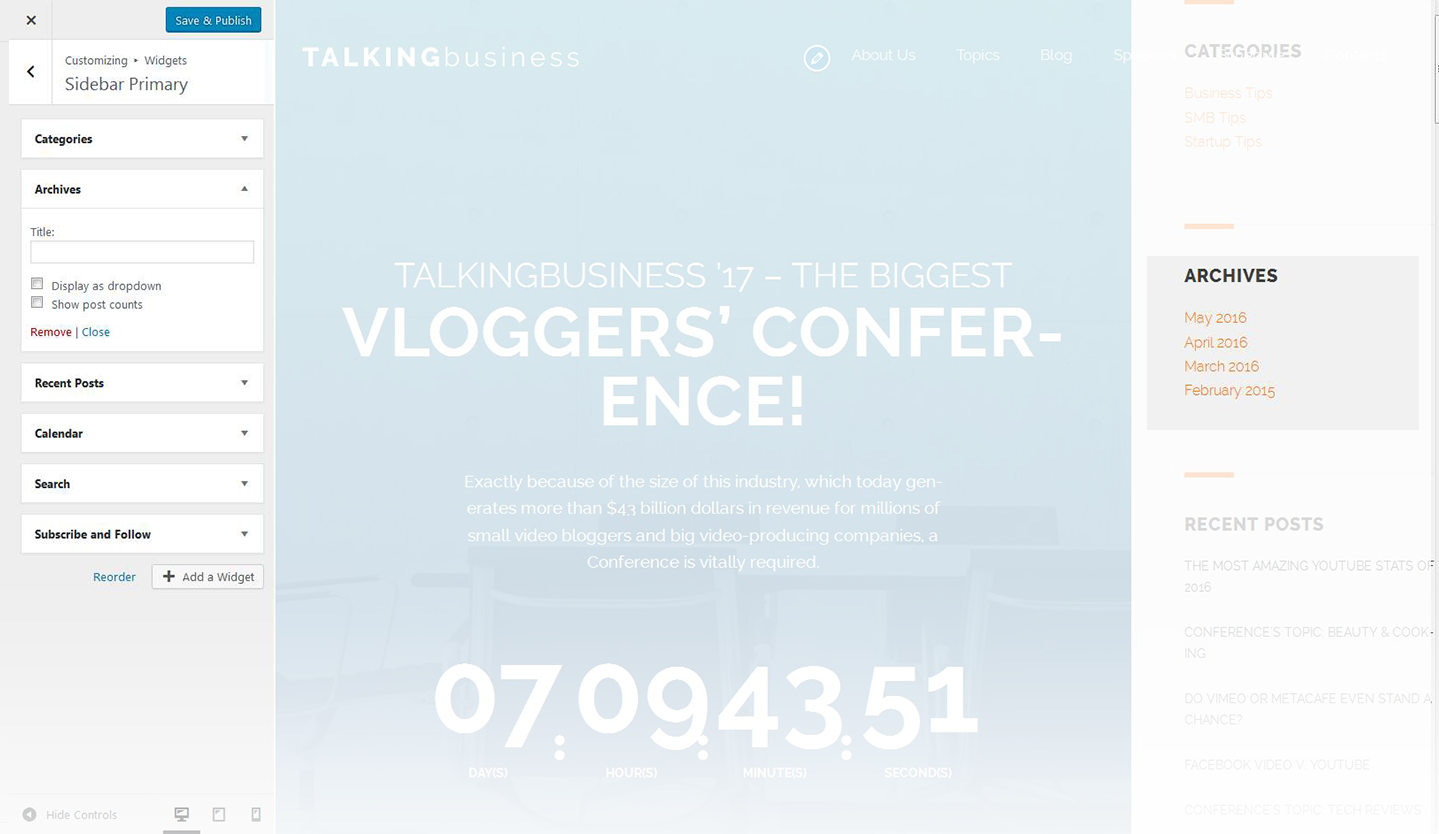 Save & Publish
Customizing ▸ Widgets
Sidebar Primary
Categories
Archives
Title:
Display as dropdown
Show post counts
Remove | Close
Recent Posts
Calendar
Search
Subscribe and Follow
Reorder
Add a Widget
Hide Controls
TALKINGbusiness
About Us
Topics
Blog
TALKINGBUSINESS ’17 – THE BIGGEST
VLOGGERS’ CONFER-
ENCE!
Exactly because of the size of this industry, which today gen-
erates more than $43 billion dollars in revenue for millions of
small video bloggers and big video-producing companies, a
Conference is vitally required.
07 : 09 : 43 : 51
DAY(S) HOUR(S) MINUTE(S) SECOND(S)
CATEGORIES
Business Tips
SMB Tips
Startup Tips
ARCHIVES
May 2016
April 2016
March 2016
February 2015
RECENT POSTS
THE MOST AMAZING YOUTUBE STATS OF
2016
CONFERENCE’S TOPIC: BEAUTY & COOK-
ING
DO VIMEO OR METACAFE EVEN STAND A
CHANCE?
FACEBOOK VIDEO V. YOUTUBE
CONFERENCE’S TOPIC: TECH REVIEWS